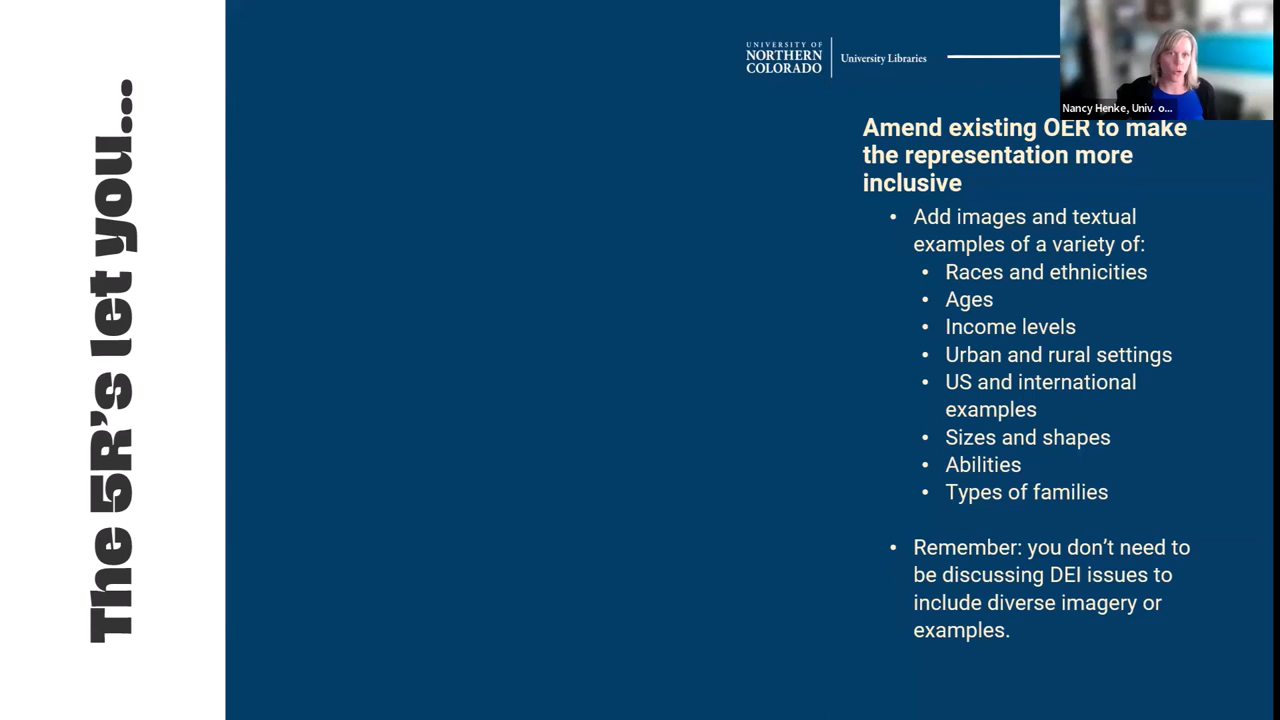 The 5R’s let you...
UNIVERSITY OF
NORTHERN
COLORADO
University Libraries
Nancy Henke, Univ. o...
Amend existing OER to make
the representation more
inclusive
• Add images and textual
examples of a variety of:
• Races and ethnicities
• Ages
• Income levels
• Urban and rural settings
• US and international
examples
• Sizes and shapes
• Abilities
• Types of families
• Remember: you don’t need to
be discussing DEI issues to
include diverse imagery or
examples.